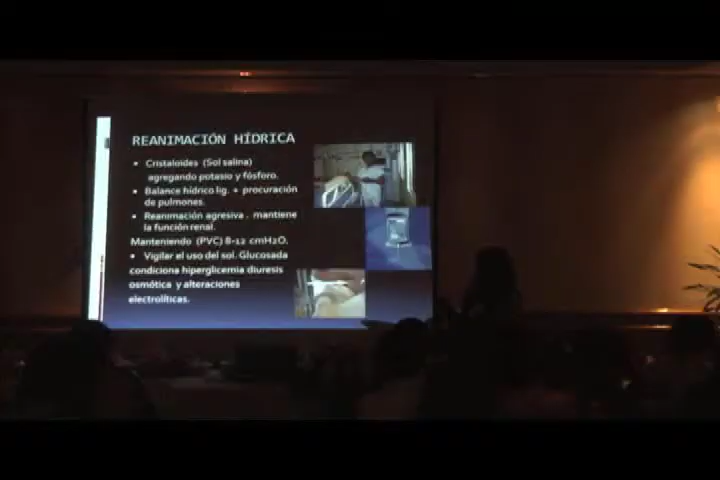 REANIMACIÓN HÍDRICA
• Cristaloides (Sol salina)
agregando potasio y fósforo.
• Balance hídrico lig. + procuración
de pulmones.
• Reanimación agresiva . mantiene
la función renal.
Manteniendo (PVC) 8-12 cmH2O.
• Vigilar el uso del sol. Glucosada
condiciona hiperglicemia diuresis
osmótica y alteraciones
electrolíticas.